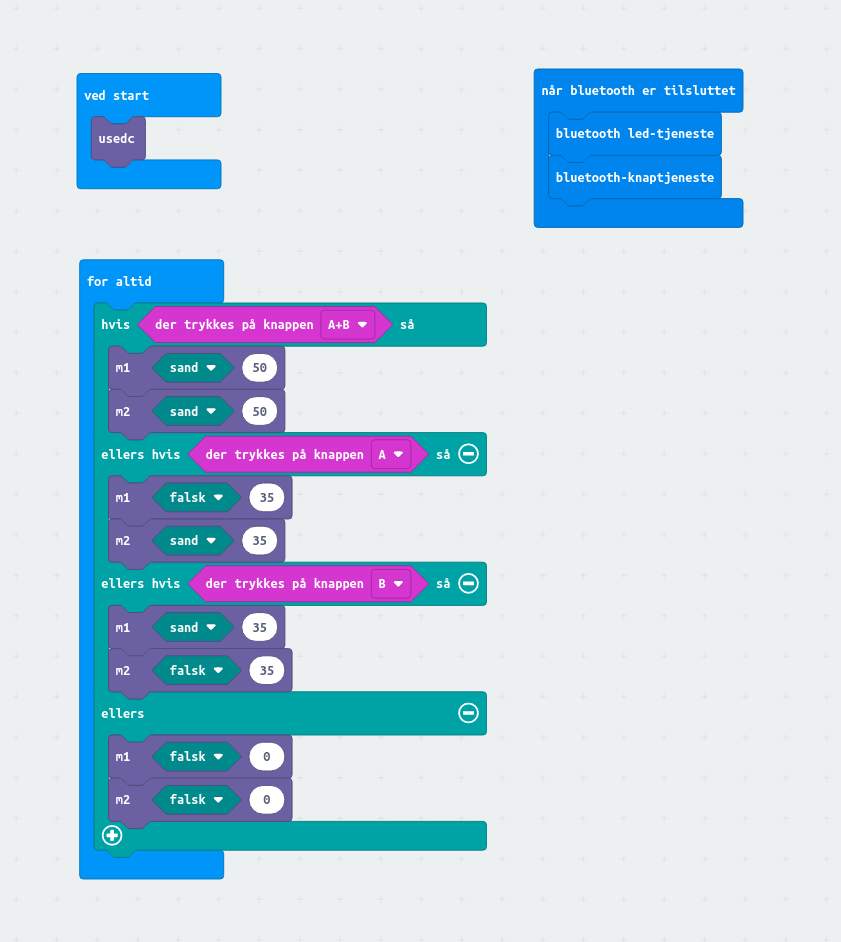 ved start
usedc
når bluetooth er tilsluttet
bluetooth led-tjeneste
bluetooth-knaptjeneste
for altid
hvis der trykkes på knappen A+B så
m1 sand 50
m2 sand 50
ellers hvis der trykkes på knappen A så
m1 falsk 35
m2 sand 35
ellers hvis der trykkes på knappen B så
m1 sand 35
m2 falsk 35
ellers
m1 falsk 0
m2 falsk 0